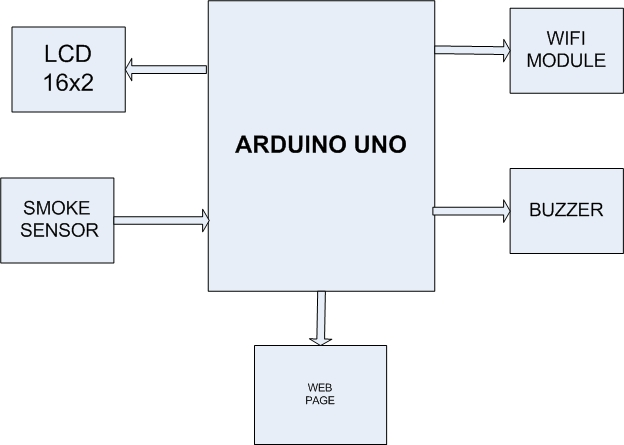 LCD
16x2
WIFI
MODULE
ARDUINO UNO
SMOKE
SENSOR
BUZZER
WEB
PAGE